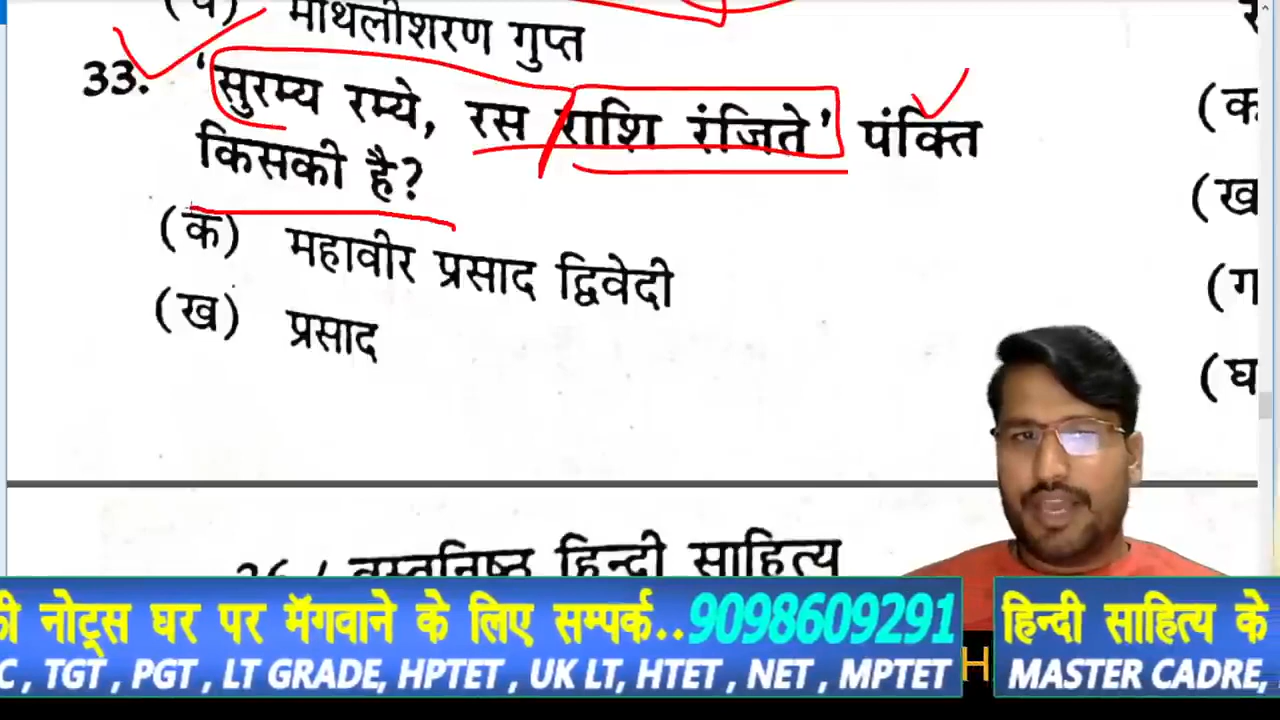 मैथिलीशरण गुप्त
33. 'सुरम्य रम्ये, रस राशि रंजिते' पंक्ति
किसकी है?
(क) महावीर प्रसाद द्विवेदी
(ख) प्रसाद
(क
(ख
(ग
(घ
वस्तुनिष्ठ हिन्दी साहित्य
की नोट्स घर पर मॅगवाने के लिए सम्पर्क..9098609291
C , TGT , PGT , LT GRADE, HPTET , UK LT, HTET , NET , MPTET
हिन्दी साहित्य के
MASTER CADRE,
H